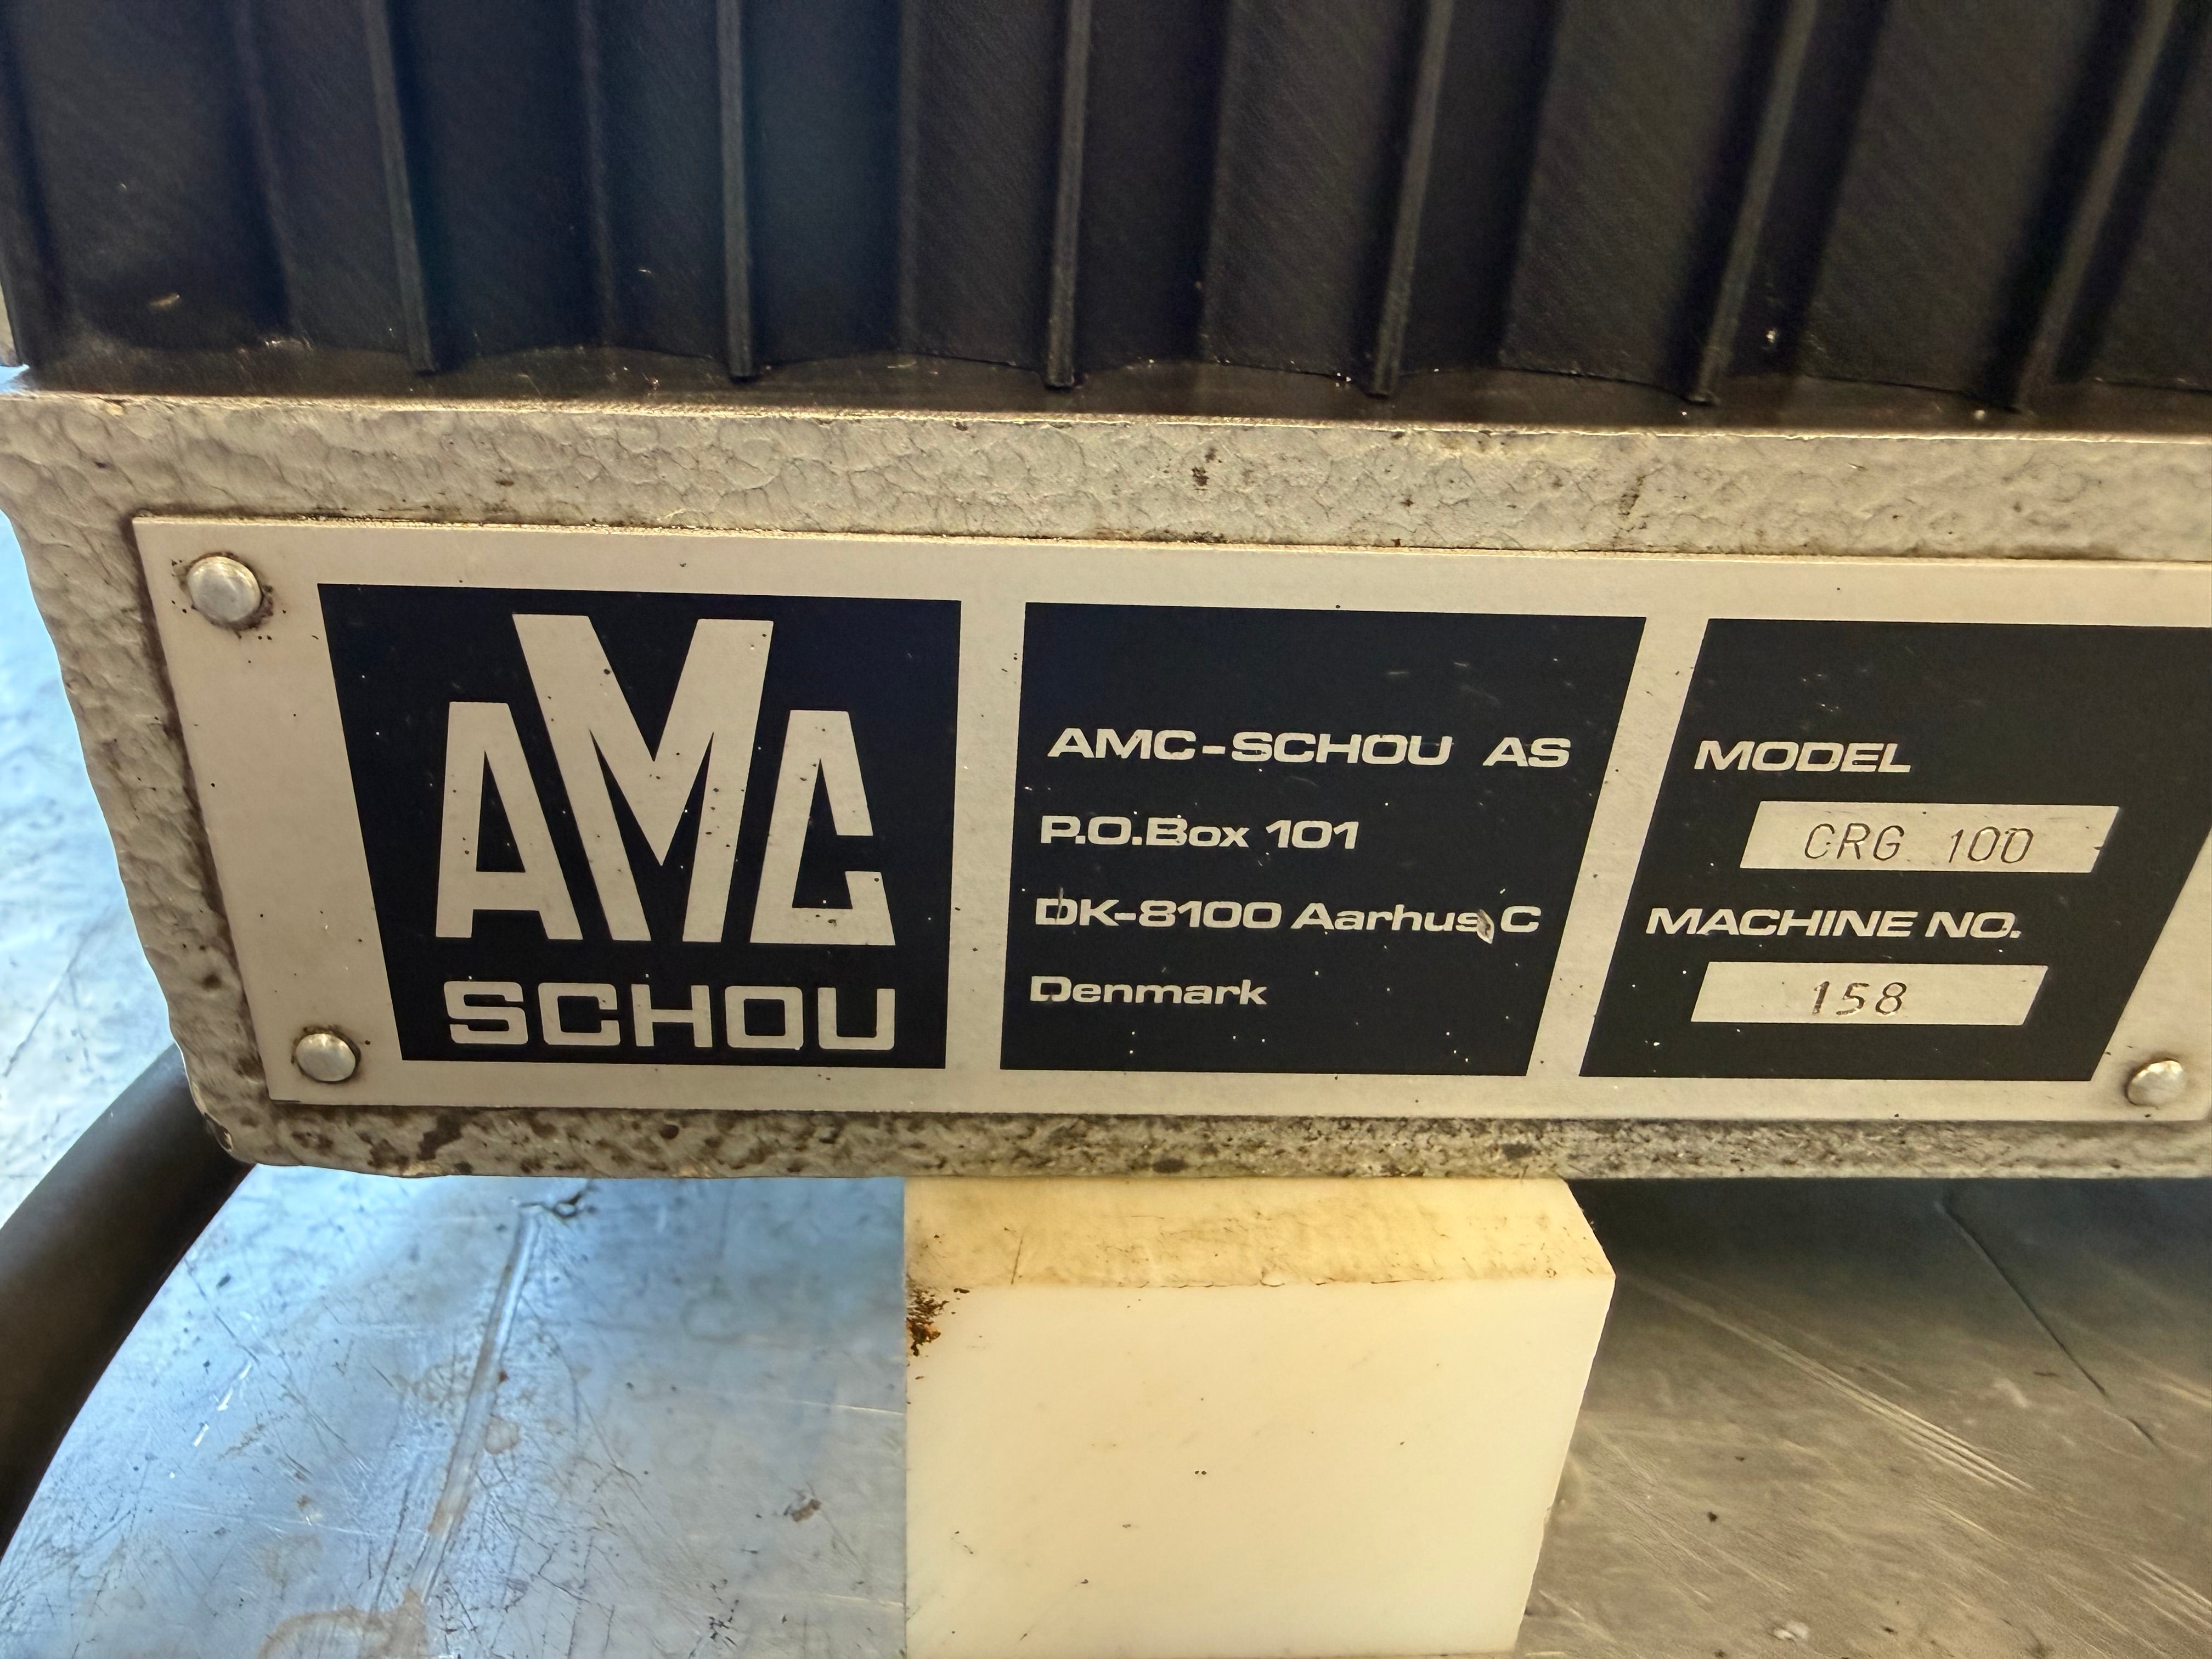 AMC
SCHOU
AMC-SCHOU AS
P.O.Box 101
DK-8100 Aarhus C
Denmark
MODEL
CRG 100
MACHINE NO.
158